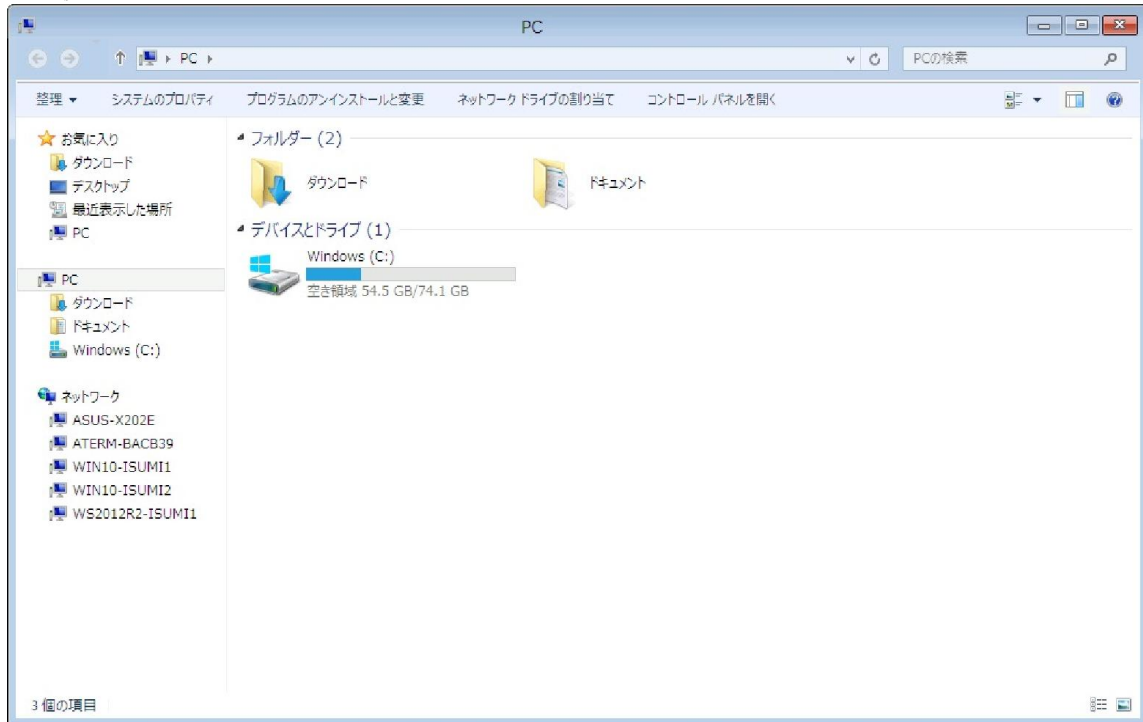 PC
PC
PCの検索
整理 システムのプロパティ プログラムのアンインストールと変更 ネットワーク ドライブの割り当て コントロール パネルを開く
お気に入り
ダウンロード
デスクトップ
最近表示した場所
PC
PC
ダウンロード
ドキュメント
Windows (C:)
ネットワーク
ASUS-X202E
ATERM-BACB39
WIN10-ISUMI1
WIN10-ISUMI2
WS2012R2-ISUMI1
フォルダー (2)
ダウンロード
ドキュメント
デバイスとドライブ (1)
Windows (C:)
空き領域 54.5 GB/74.1 GB
3 個の項目